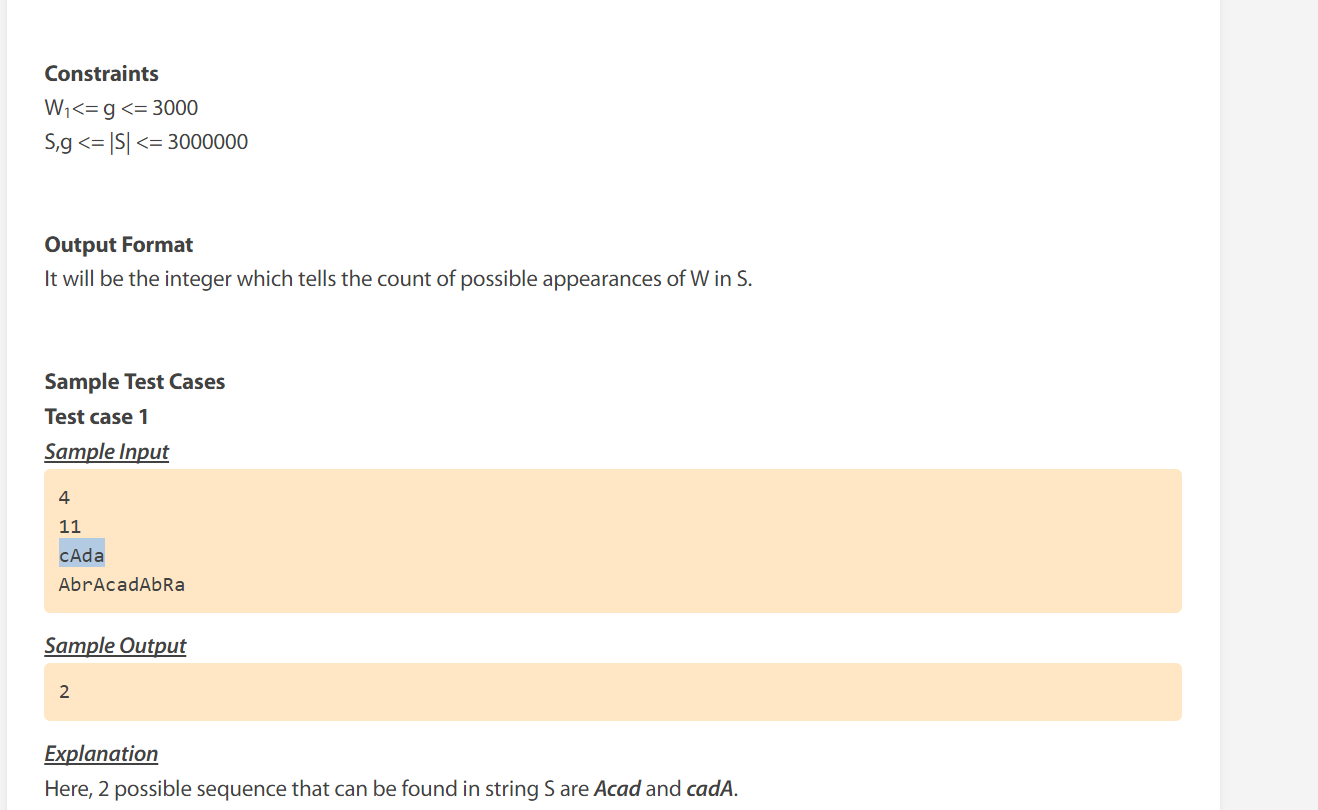 Constraints
W₁<= g <= 3000
S,g <= |S| <= 3000000
Output Format
It will be the integer which tells the count of possible appearances of W in S.
Sample Test Cases
Test case 1
Sample Input
4
11
cAda
AbrAcadAbRa
Sample Output
2
Explanation
Here, 2 possible sequence that can be found in string S are Acad and cadA.